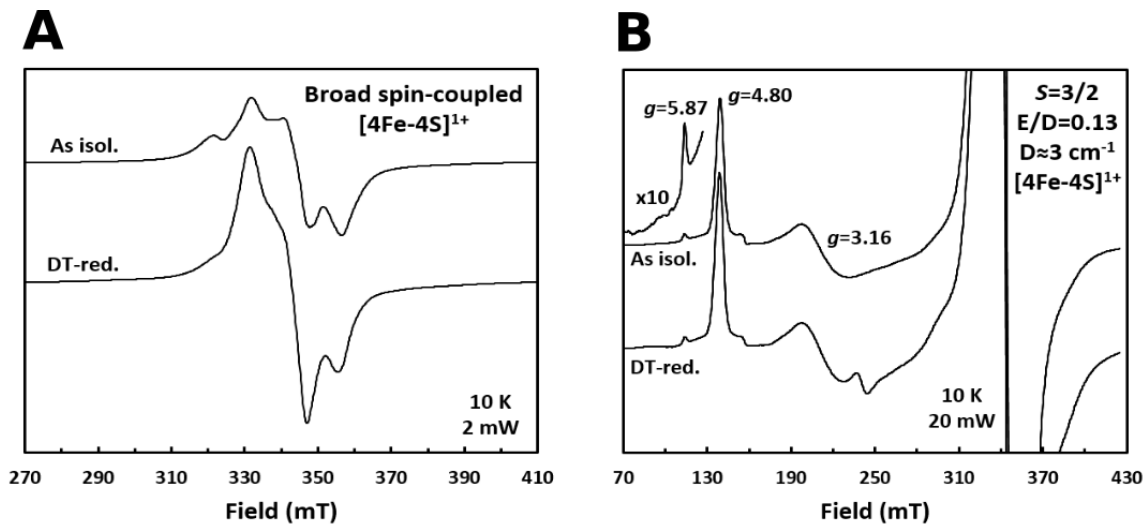 A
Broad spin-coupled
[4Fe-4S]¹⁺
As isol.
DT-red.
10 K
2 mW
270 290 310 330 350 370 390 410
Field (mT)
B
g=5.87
g=4.80
x10
g=3.16
As isol.
DT-red.
S=3/2
E/D=0.13
D≈3 cm⁻¹
[4Fe-4S]¹⁺
10 K
20 mW
70 130 190 250 310 370 430
Field (mT)